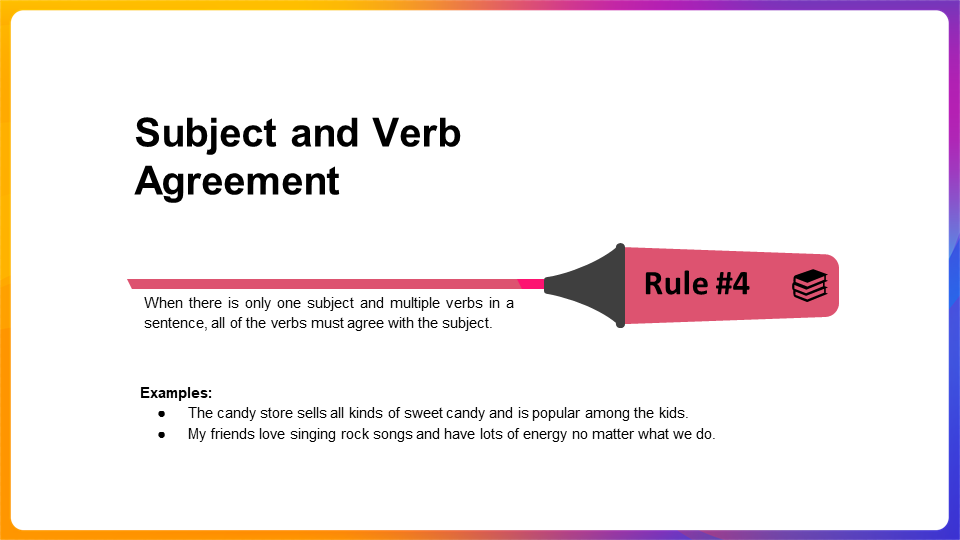 Subject and Verb
Agreement
Rule #4
When there is only one subject and multiple verbs in a
sentence, all of the verbs must agree with the subject.
Examples:
● The candy store sells all kinds of sweet candy and is popular among the kids.
● My friends love singing rock songs and have lots of energy no matter what we do.